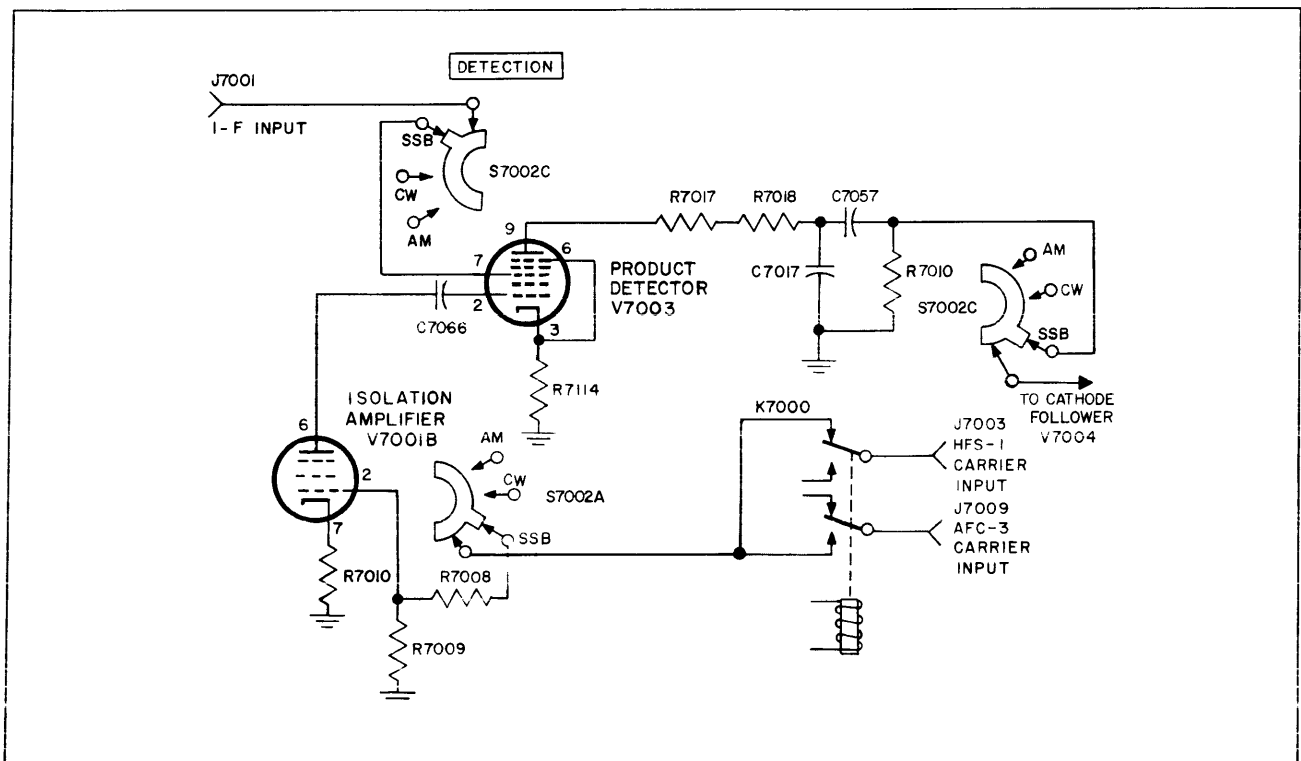 DETECTION
J7001
I-F INPUT
SSB
CW
AM
S7002C
9
6
7
2
3
PRODUCT
DETECTOR
V7003
C7066
R7114
R7017
R7018
C7057
C7017
R7010
S7002C
AM
CW
SSB
TO CATHODE
FOLLOWER
V7004
ISOLATION
AMPLIFIER
V7001B
6
2
7
R7010
R7009
R7008
AM
CW
SSB
S7002A
K7000
J7003
HFS-1
CARRIER
INPUT
J7009
AFC-3
CARRIER
INPUT